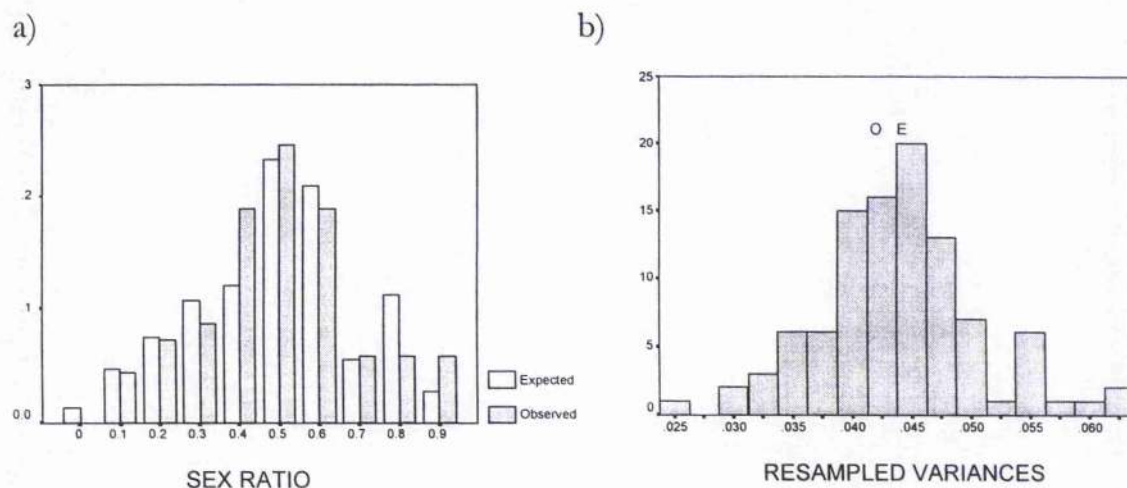 a)
b)
3
.2
.1
0.0
0 0.1 0.2 0.3 0.4 0.5 0.6 0.7 0.8 0.9
SEX RATIO
Expected
Observed
25
20
15
10
5
0
O E
.025 .030 .035 .040 .045 .050 .055 .060
RESAMPLED VARIANCES